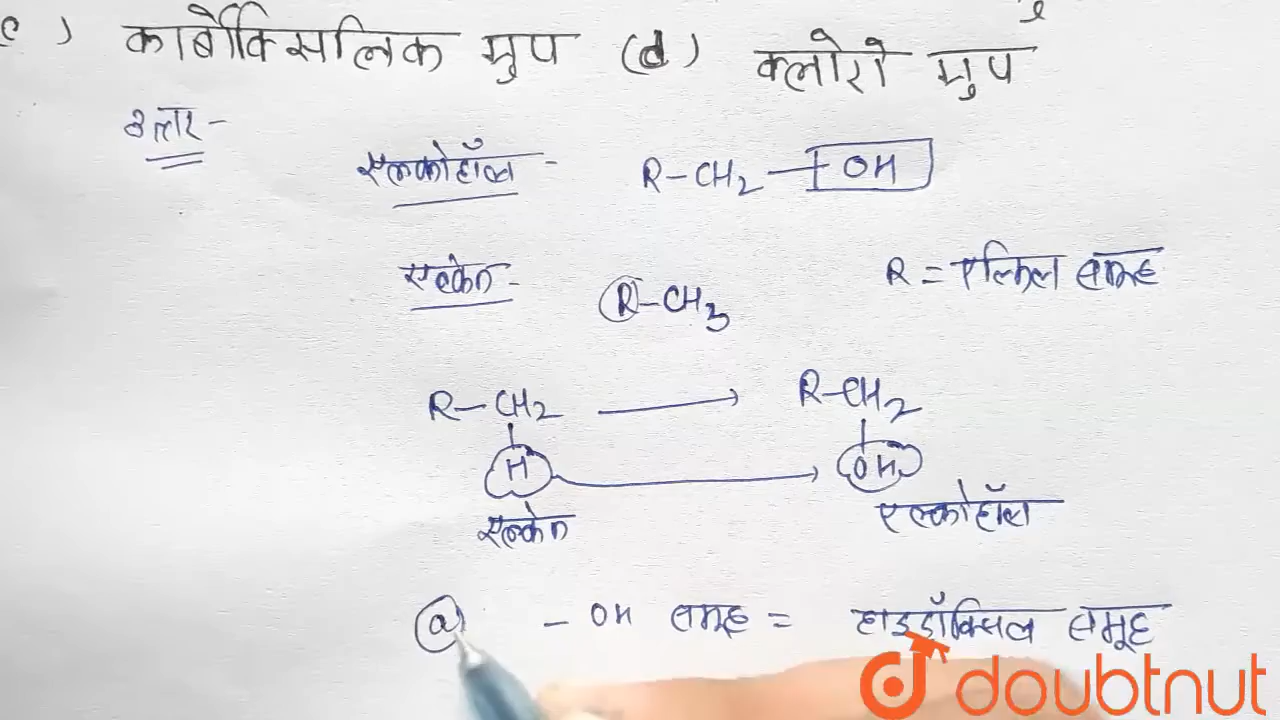 c) कार्बोक्सिलिक ग्रुप (d) क्लोरो ग्रुप
उत्तर-
एल्कोहॉल - R-CH2-OH
एल्केन- R-CH3 R = एल्किल समूह
R-CH2 → R-CH2
H → OH
एल्केन एल्कोहॉल
(a) - OH समूह = हाइड्रॉक्सिल समूह
doubtnut